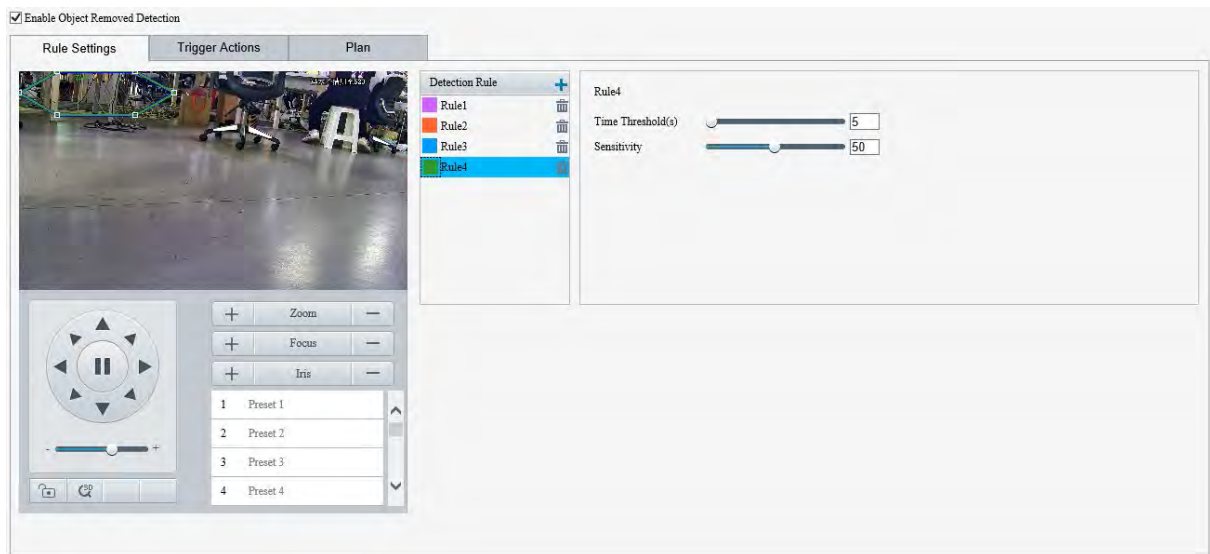 Enable Object Removed Detection
Rule Settings
Trigger Actions
Plan
Detection Rule
Rule1
Rule2
Rule3
Rule4
Rule4
Time Threshold(s)
5
Sensitivity
50
+ Zoom —
+ Focus —
+ Iris —
1 Preset 1
2 Preset 2
3 Preset 3
4 Preset 4
- +
3D